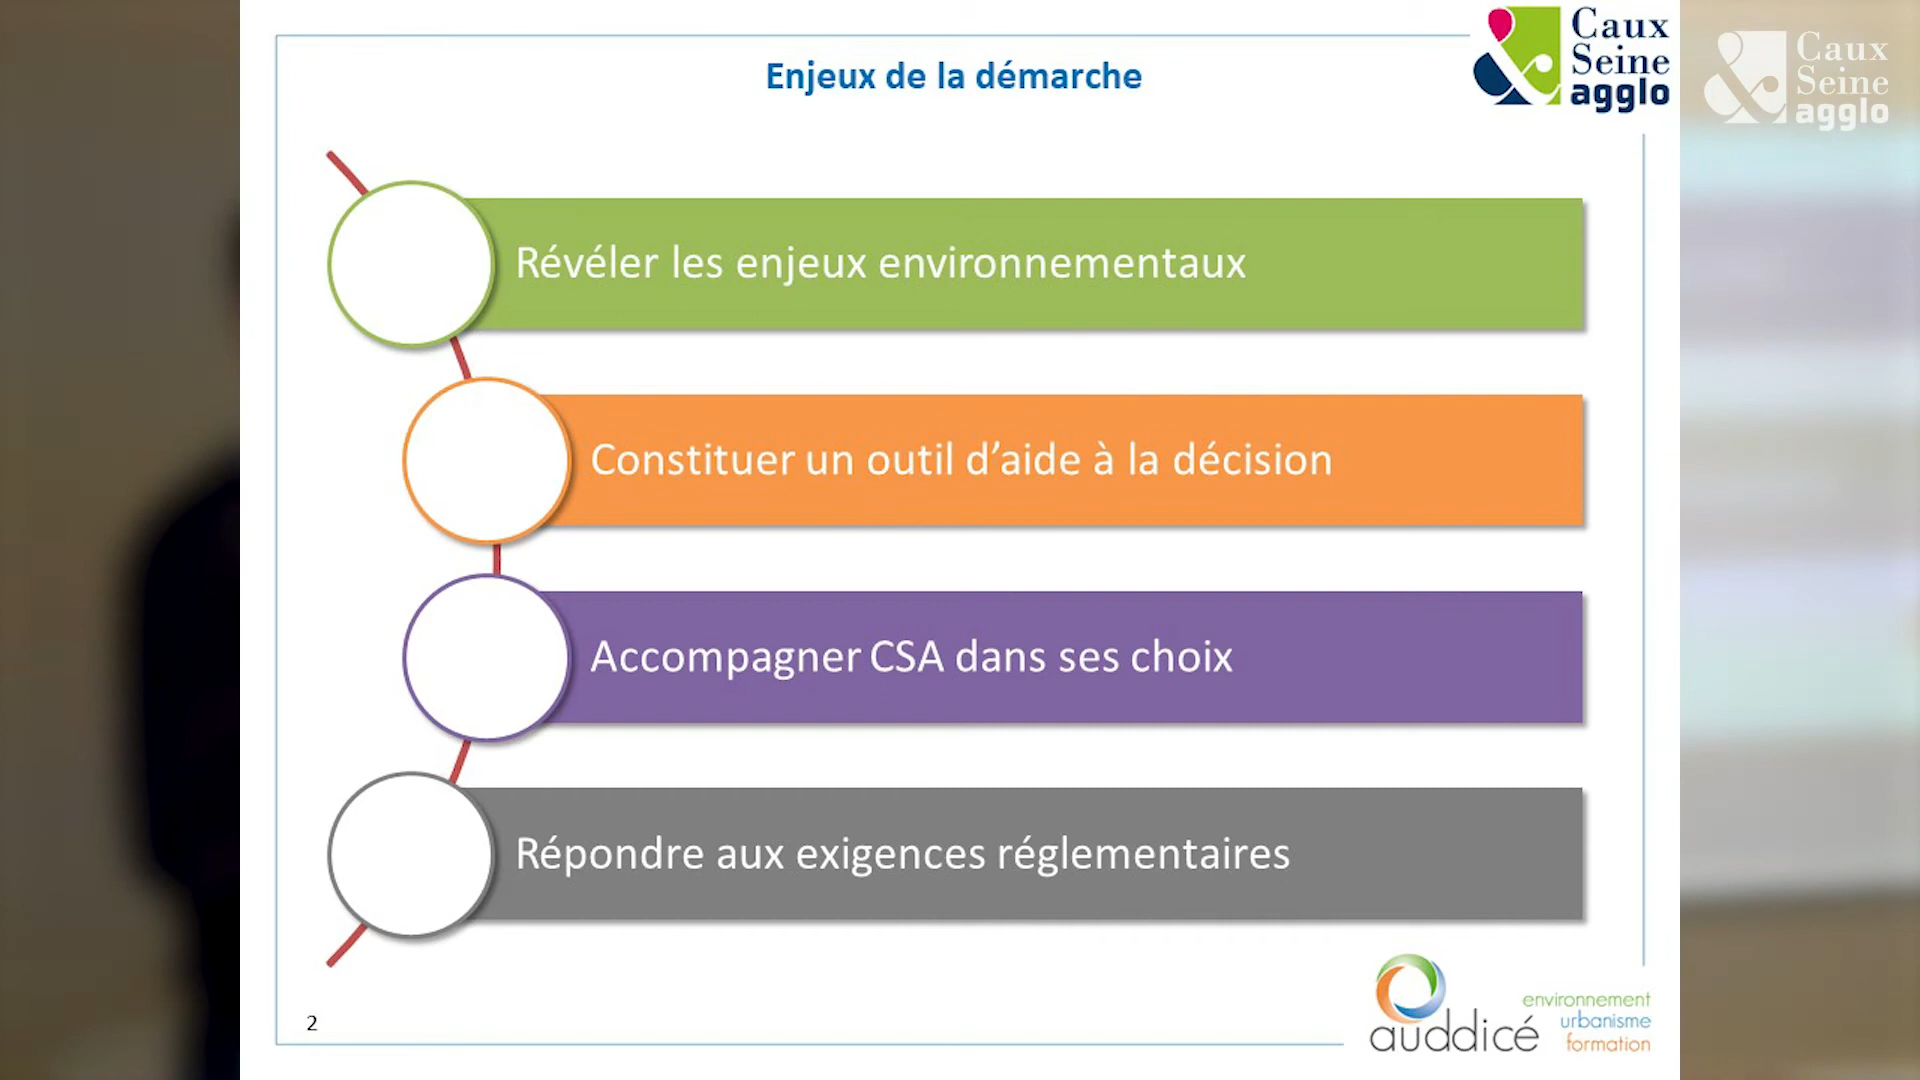 Enjeux de la démarche
Caux
Seine
agglo
Caux
Seine
agglo
Révéler les enjeux environnementaux
Constituer un outil d’aide à la décision
Accompagner CSA dans ses choix
Répondre aux exigences réglementaires
2
auddicé
environnement
urbanisme
formation